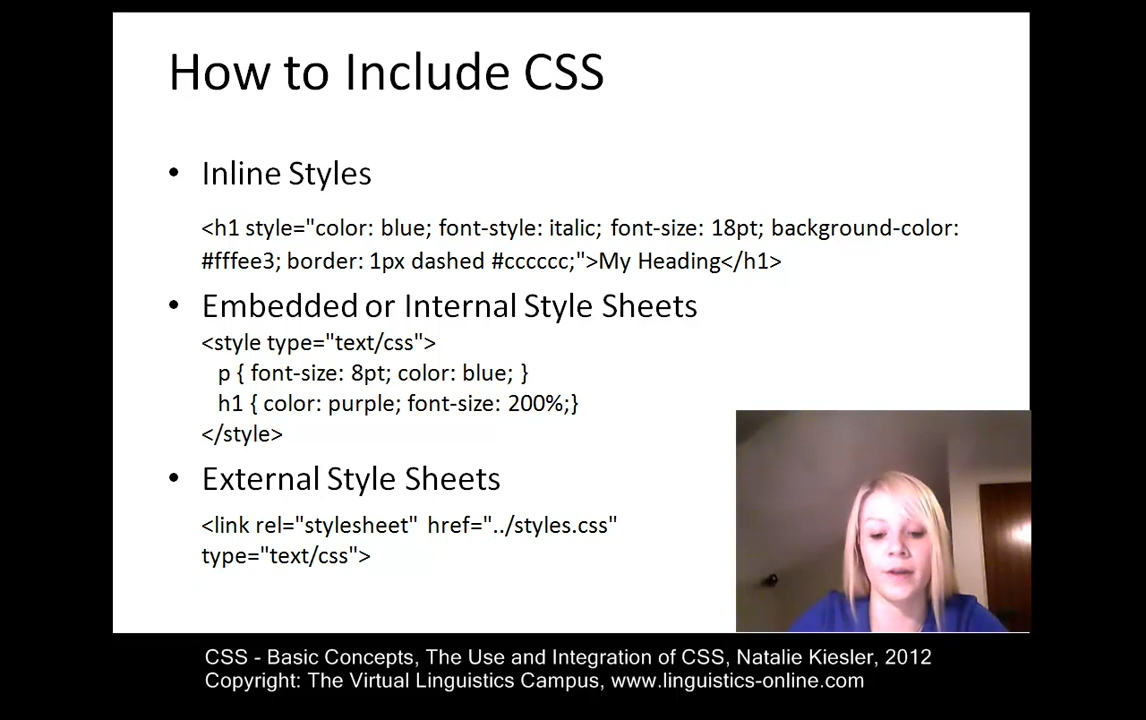 How to Include CSS
• Inline Styles
<h1 style="color: blue; font-style: italic; font-size: 18pt; background-color:
#fffee3; border: 1px dashed #cccccc;">My Heading</h1>
• Embedded or Internal Style Sheets
<style type="text/css">
p { font-size: 8pt; color: blue; }
h1 { color: purple; font-size: 200%;}
</style>
• External Style Sheets
<link rel="stylesheet" href="../styles.css"
type="text/css">
CSS - Basic Concepts, The Use and Integration of CSS, Natalie Kiesler, 2012
Copyright: The Virtual Linguistics Campus, www.linguistics-online.com